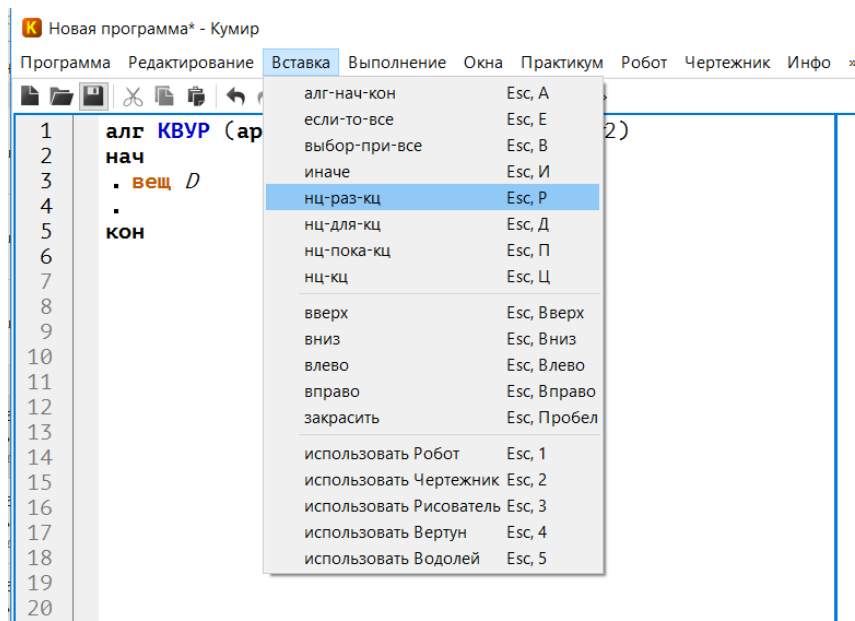 K Новая программа* - Кумир
Программа Редактирование Вставка Выполнение Окна Практикум Робот Чертежник Инфо »
1 алг КВУР (ар 2)
2 нач
3 . вещ D
4 .
5 кон
6
7
8
9
10
11
12
13
14
15
16
17
18
19
20
алг-нач-кон Esc, А
если-то-все Esc, Е
выбор-при-все Esc, В
иначе Esc, И
нц-раз-кц Esc, Р
нц-для-кц Esc, Д
нц-пока-кц Esc, П
нц-кц Esc, Ц
вверх Esc, Вверх
вниз Esc, Вниз
влево Esc, Влево
вправо Esc, Вправо
закрасить Esc, Пробел
использовать Робот Esc, 1
использовать Чертежник Esc, 2
использовать Рисователь Esc, 3
использовать Вертун Esc, 4
использовать Водолей Esc, 5